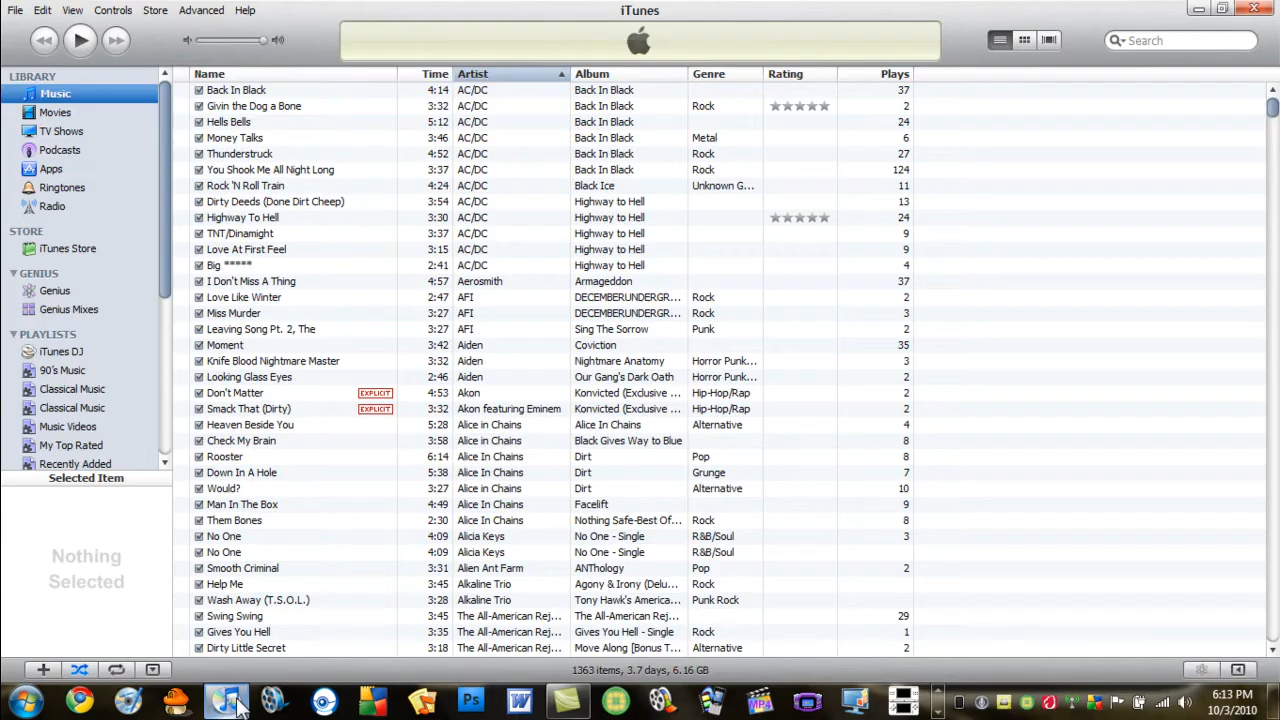 File Edit View Controls Store Advanced Help
iTunes
Search
LIBRARY
Music
Movies
TV Shows
Podcasts
Apps
Ringtones
Radio
STORE
iTunes Store
GENIUS
Genius
Genius Mixes
PLAYLISTS
iTunes DJ
90's Music
Classical Music
Classical Music
Music Videos
My Top Rated
Recently Added
Selected Item
Nothing
Selected
Name Time Artist Album Genre Rating Plays
Back In Black 4:14 AC/DC Back In Black 37
Givin the Dog a Bone 3:32 AC/DC Back In Black Rock ★★★★★ 2
Hells Bells 5:12 AC/DC Back In Black 24
Money Talks 3:46 AC/DC Back In Black Metal 6
Thunderstruck 4:52 AC/DC Back In Black Rock 27
You Shook Me All Night Long 3:37 AC/DC Back In Black Rock 124
Rock 'N Roll Train 4:24 AC/DC Black Ice Unknown G... 11
Dirty Deeds (Done Dirt Cheep) 3:54 AC/DC Highway to Hell 13
Highway To Hell 3:30 AC/DC Highway to Hell ★★★★★ 24
TNT/Dinamight 3:37 AC/DC Highway to Hell 9
Love At First Feel 3:15 AC/DC Highway to Hell 9
Big ***** 2:41 AC/DC Highway to Hell 4
I Don't Miss A Thing 4:57 Aerosmith Armageddon 37
Love Like Winter 2:47 AFI DECEMBERUNDERGR... Rock 2
Miss Murder 3:27 AFI DECEMBERUNDERGR... Rock 3
Leaving Song Pt. 2, The 3:27 AFI Sing The Sorrow Punk 2
Moment 3:42 Aiden Conviction 35
Knife Blood Nightmare Master 3:32 Aiden Nightmare Anatomy Horror Punk... 3
Looking Glass Eyes 2:46 Aiden Our Gang's Dark Oath Horror Punk... 2
Don't Matter EXPLICIT 4:53 Akon Konvicted (Exclusive ... Hip-Hop/Rap 2
Smack That (Dirty) EXPLICIT 3:32 Akon featuring Eminem Konvicted (Exclusive ... Hip-Hop/Rap 2
Heaven Beside You 5:28 Alice in Chains Alice In Chains Alternative 4
Check My Brain 3:58 Alice in Chains Black Gives Way to Blue 8
Rooster 6:14 Alice In Chains Dirt Pop 8
Down In A Hole 5:38 Alice In Chains Dirt Grunge 7
Would? 3:27 Alice in Chains Dirt Alternative 10
Man In The Box 4:49 Alice In Chains Facelift 9
Them Bones 2:30 Alice In Chains Nothing Safe-Best Of... Rock 8
No One 4:09 Alicia Keys No One - Single R&B/Soul 3
No One 4:09 Alicia Keys No One - Single R&B/Soul
Smooth Criminal 3:31 Alien Ant Farm ANThology Pop 2
Help Me 3:45 Alkaline Trio Agony & Irony (Delu... Rock
Wash Away (T.S.O.L.) 3:28 Alkaline Trio Tony Hawk's America... Punk Rock
Swing Swing 3:45 The All-American Rej... The All-American Rej... 29
Gives You Hell 3:35 The All-American Rej... Gives You Hell - Single Rock 1
Dirty Little Secret 3:18 The All-American Rej... Move Along [Bonus T... Alternative 2
1363 items, 3.7 days, 6.16 GB
Ps
W
MP4
6:13 PM
10/3/2010